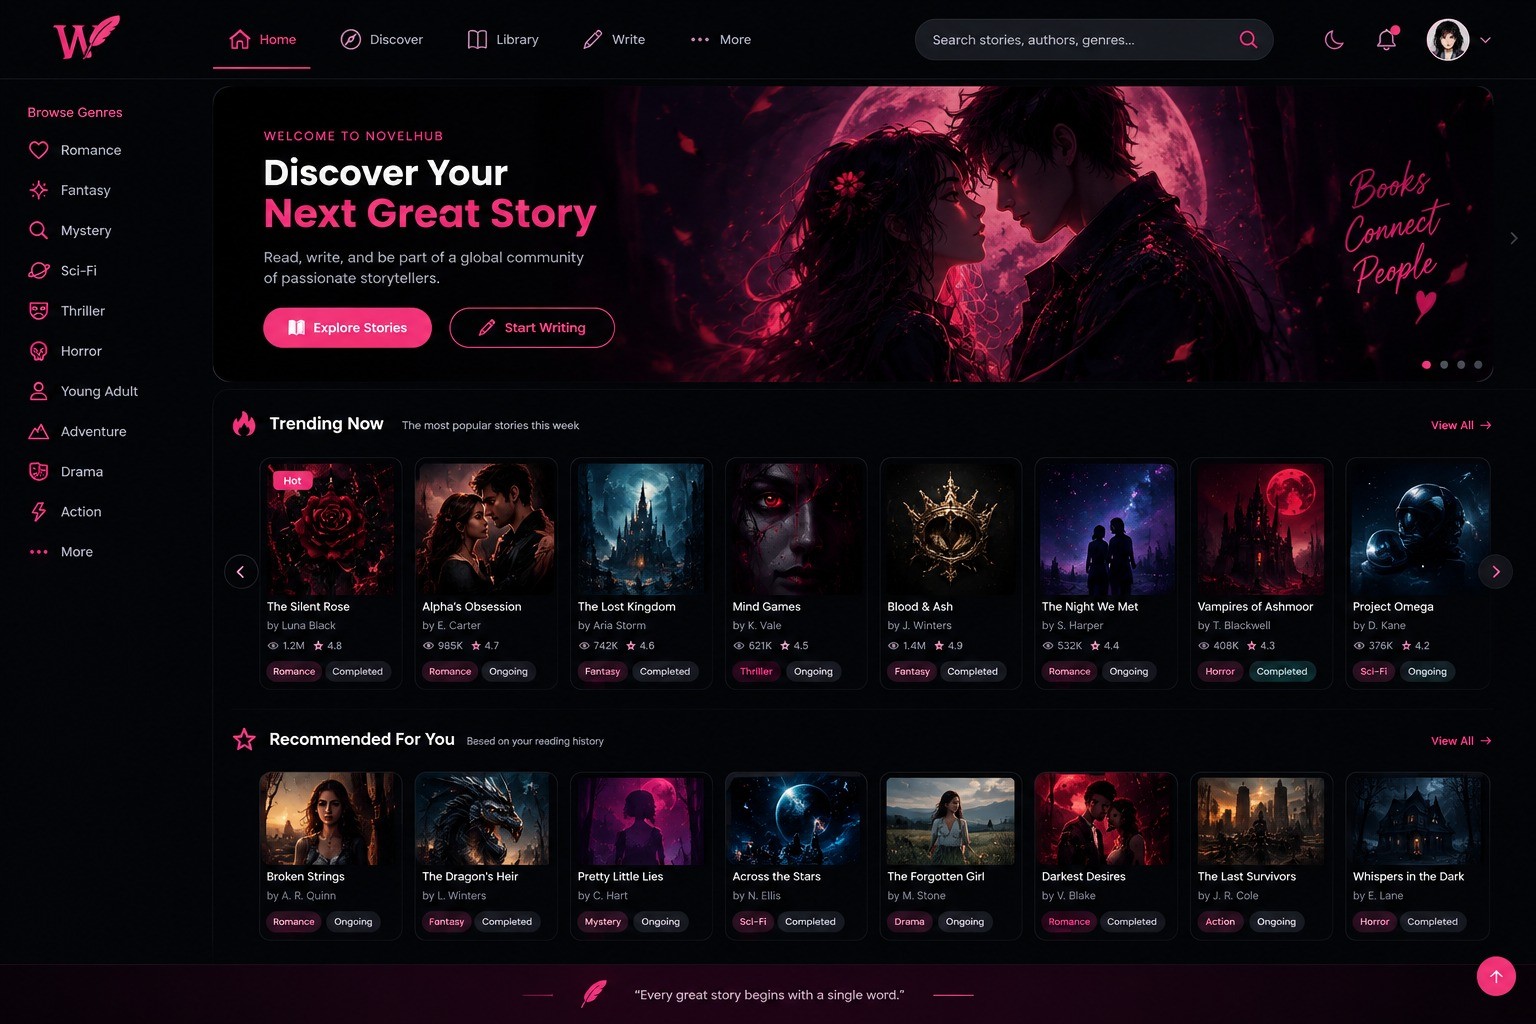 W
Home
Discover
Library
Write
More
Search stories, authors, genres...
Browse Genres
Romance
Fantasy
Mystery
Sci-Fi
Thriller
Horror
Young Adult
Adventure
Drama
Action
More
WELCOME TO NOVELHUB
Discover Your
Next Great Story
Read, write, and be part of a global community
of passionate storytellers.
Explore Stories
Start Writing
Books
Connect
People
Trending Now
The most popular stories this week
View All
Hot
The Silent Rose
by Luna Black
1.2M 4.8
Romance Completed
Alpha's Obsession
by E. Carter
985K 4.7
Romance Ongoing
The Lost Kingdom
by Aria Storm
742K 4.6
Fantasy Completed
Mind Games
by K. Vale
621K 4.5
Thriller Ongoing
Blood & Ash
by J. Winters
1.4M 4.9
Fantasy Completed
The Night We Met
by S. Harper
532K 4.4
Romance Ongoing
Vampires of Ashmoor
by T. Blackwell
408K 4.3
Horror Completed
Project Omega
by D. Kane
376K 4.2
Sci-Fi Ongoing
Recommended For You
Based on your reading history
View All
Broken Strings
by A. R. Quinn
Romance Ongoing
The Dragon's Heir
by L. Winters
Fantasy Completed
Pretty Little Lies
by C. Hart
Mystery Ongoing
Across the Stars
by N. Ellis
Sci-Fi Completed
The Forgotten Girl
by M. Stone
Drama Ongoing
Darkest Desires
by V. Blake
Romance Completed
The Last Survivors
by J. R. Cole
Action Ongoing
Whispers in the Dark
by E. Lane
Horror Completed
“Every great story begins with a single word.”